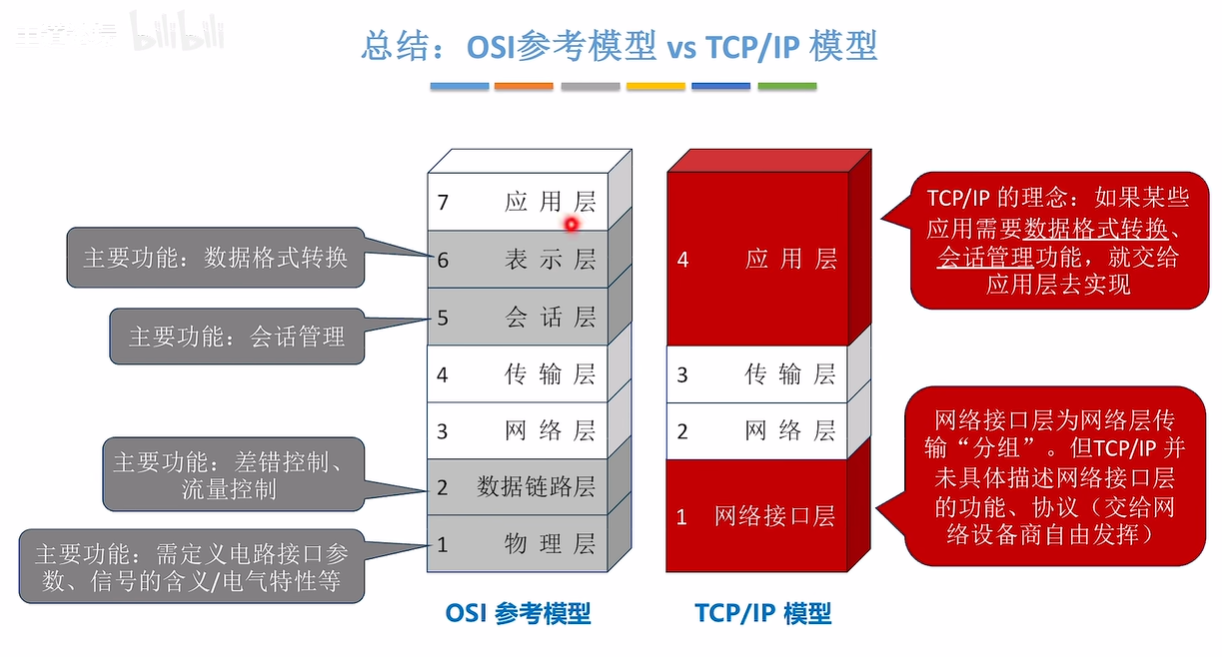 bilibili
总结：OSI参考模型 vs TCP/IP 模型
7 应用层
6 表示层
5 会话层
4 传输层
3 网络层
2 数据链路层
1 物理层
OSI 参考模型
主要功能：数据格式转换
主要功能：会话管理
主要功能：差错控制、
流量控制
主要功能：需定义电路接口参
数、信号的含义/电气特性等
4 应用层
3 传输层
2 网络层
1 网络接口层
TCP/IP 模型
TCP/IP 的理念：如果某些
应用需要数据格式转换、
会话管理功能，就交给
应用层去实现
网络接口层为网络层传
输“分组”。但TCP/IP 并
未具体描述网络接口层
的功能、协议（交给网
络设备商自由发挥）